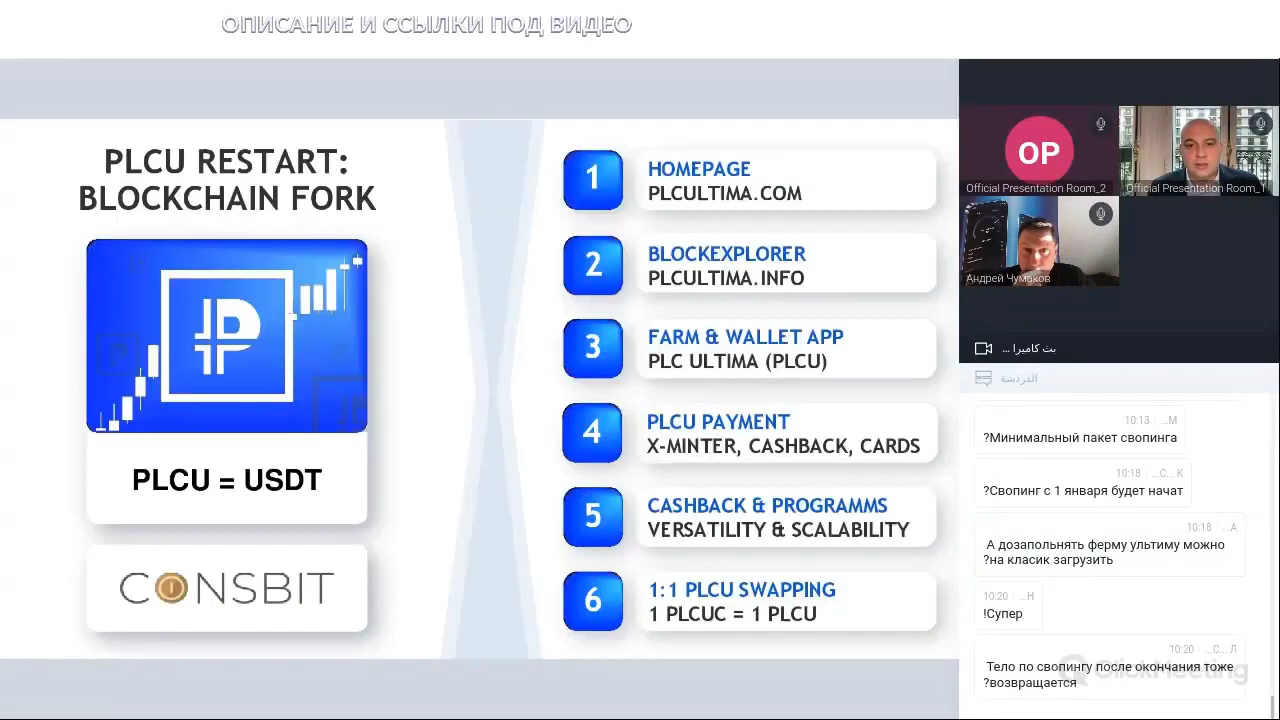 ОПИСАНИЕ И ССЫЛКИ ПОД ВИДЕО
PLCU RESTART:
BLOCKCHAIN FORK
PLCU = USDT
COINSBIT
1
HOMEPAGE
PLCULTIMA.COM
2
BLOCKEXPLORER
PLCULTIMA.INFO
3
FARM & WALLET APP
PLC ULTIMA (PLCU)
4
PLCU PAYMENT
X-MINTER, CASHBACK, CARDS
5
CASHBACK & PROGRAMMS
VERSATILITY & SCALABILITY
6
1:1 PLCU SWAPPING
1 PLCUC = 1 PLCU
OP
Official Presentation Room_2
Official Presentation Room_1
Андрей Чумаков
بث كاميرا ...
الدردشة
10:13 ...М
?Минимальный пакет свопинга
10:18 ...С... К
?Свопинг с 1 января будет начат
10:18 ...А
А дозапольнять ферму ультиму можно
?на класик загрузить
10:20 ...Н
!Супер
10:20 ...С... Л
Тело по свопингу после окончания тоже
?возвращается
ClickMeeting